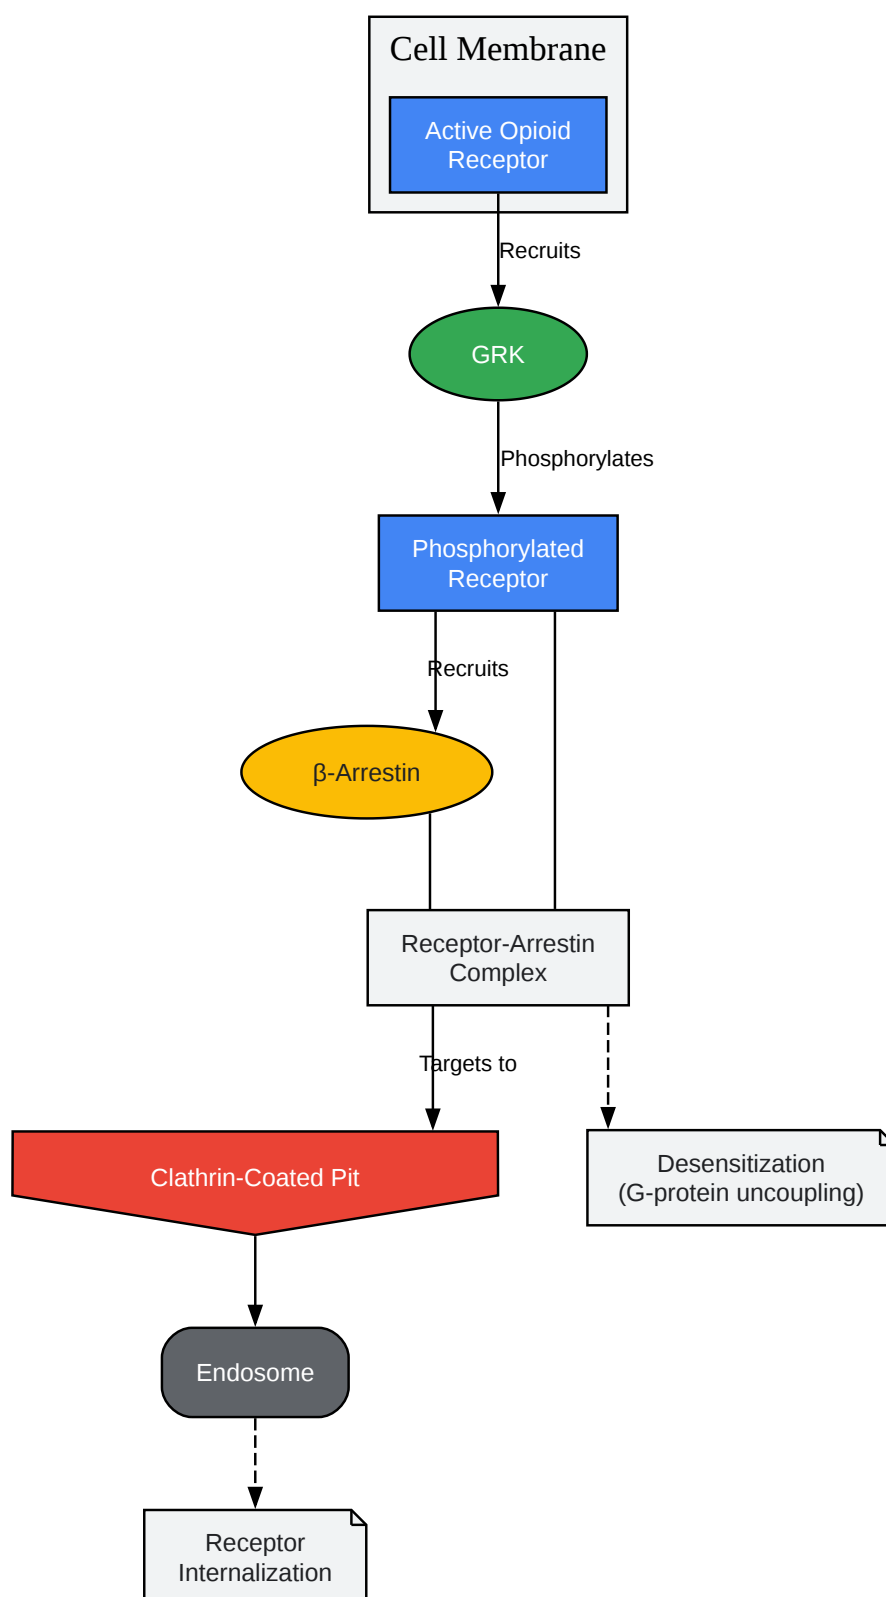 Cell Membrane
Active Opioid
Receptor
Recruits
GRK
Phosphorylates
Phosphorylated
Receptor
Recruits
β-Arrestin
Receptor-Arrestin
Complex
Targets to
Clathrin-Coated Pit
Desensitization
(G-protein uncoupling)
Endosome
Receptor
Internalization